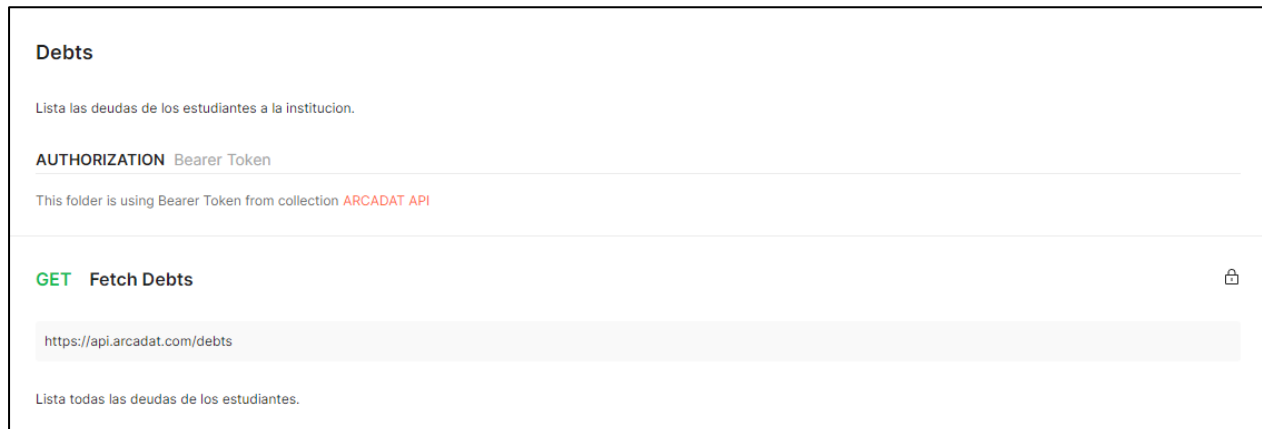 Debts
Lista las deudas de los estudiantes a la institucion.
AUTHORIZATION Bearer Token
This folder is using Bearer Token from collection ARCADAT API
GET Fetch Debts
https://api.arcadat.com/debts
Lista todas las deudas de los estudiantes.